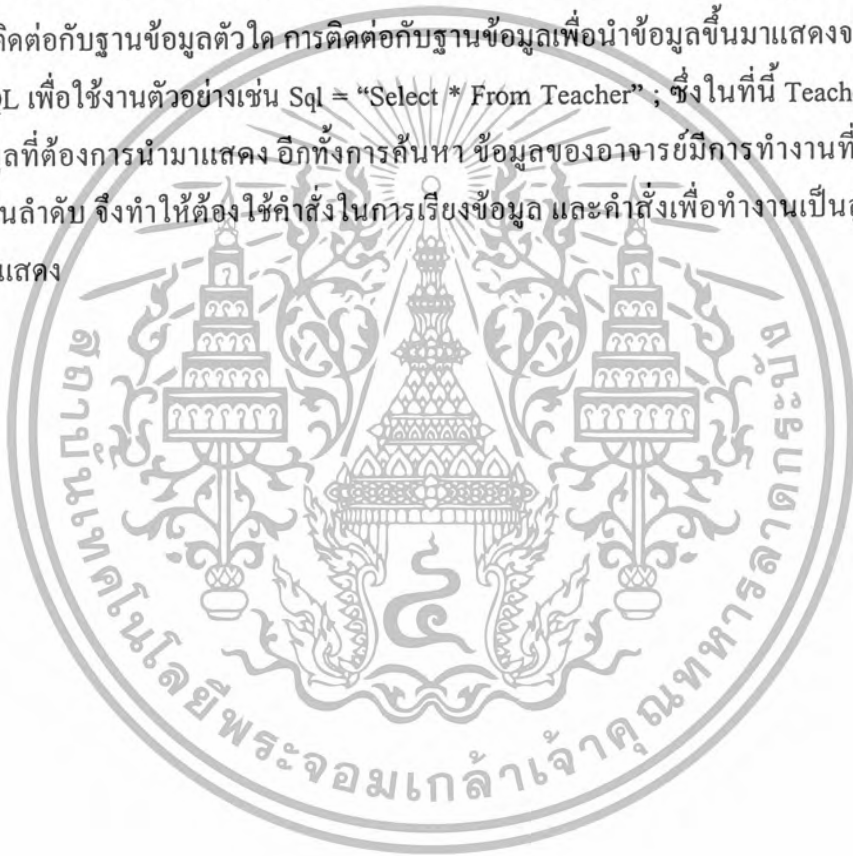 ติดต่อกับฐานข้อมูลตัวใด การติดต่อกับฐานข้อมูลเพื่อนำข้อมูลขึ้นมาแสดงจ
QL เพื่อใช้งานตัวอย่างเช่น Sql = “Select * From Teacher” ; ซึ่งในที่นี้ Teache
ูลที่ต้องการนำมาแสดง อีกทั้งการค้นหา ข้อมูลของอาจารย์มีการทำงานที่
นลำดับ จึงทำให้ต้องใช้คำสั่งในการเรียงข้อมูล และคำสั่งเพื่อทำงานเป็นลู
แสดง
สถาบันเทคโนโลยีพระจอมเกล้าเจ้าคุณทหารลาดกระบัง
๔